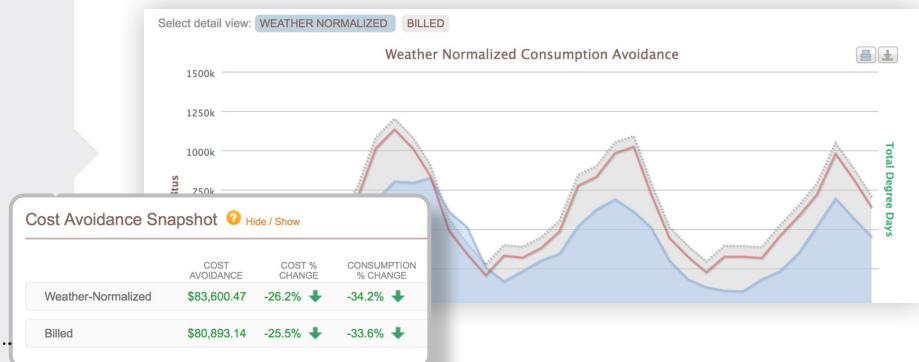 Select detail view: WEATHER NORMALIZED BILLED
Weather Normalized Consumption Avoidance
1500k
1250k
1000k
750k
Total Degree Days
Cost Avoidance Snapshot ? Hide / Show
COST AVOIDANCE COST % CHANGE CONSUMPTION % CHANGE
Weather-Normalized $83,600.47 -26.2% -34.2%
Billed $80,893.14 -25.5% -33.6%